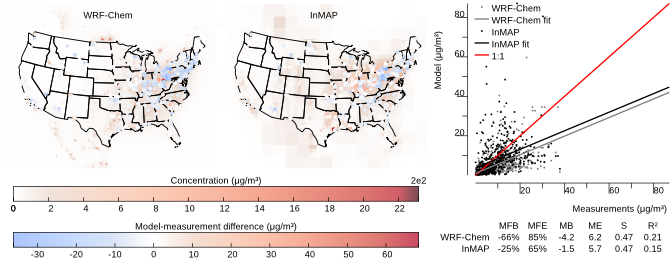 WRF-Chem
InMAP
Concentration (μg/m³)
2e2
0 2 4 6 8 10 12 14 16 18 20 22
Model-measurement difference (μg/m³)
-30 -20 -10 0 10 20 30 40 50 60
WRF-Chem
WRF-Chem fit
InMAP
InMAP fit
1:1
Model (μg/m³)
80
60
40
20
20 40 60 80
Measurements (μg/m³)
MFB MFE MB ME S R²
WRF-Chem -66% 85% -4.2 6.2 0.47 0.21
InMAP -25% 65% -1.5 5.7 0.47 0.15